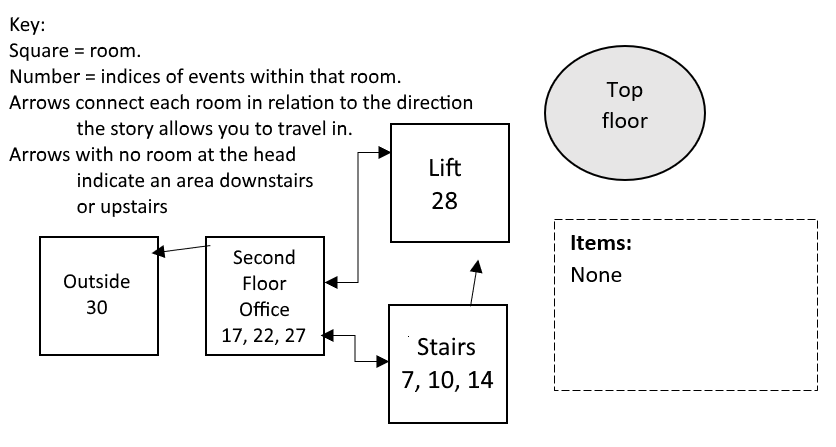 Key:
Square = room.
Number = indices of events within that room.
Arrows connect each room in relation to the direction
the story allows you to travel in.
Arrows with no room at the head
indicate an area downstairs
or upstairs
Top
floor
Lift
28
Outside
30
Second
Floor
Office
17, 22, 27
Stairs
7, 10, 14
Items:
None